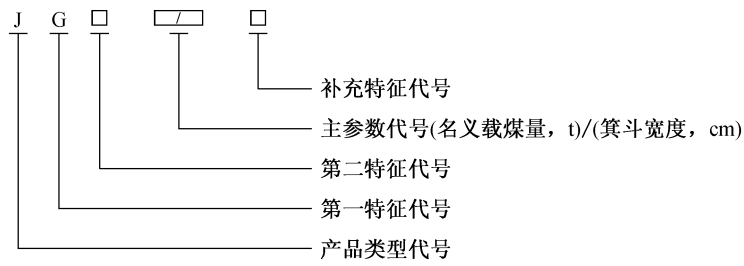 J G □ □/□ □
补充特征代号
主参数代号(名义载煤量，t)/(箕斗宽度，cm)
第二特征代号
第一特征代号
产品类型代号